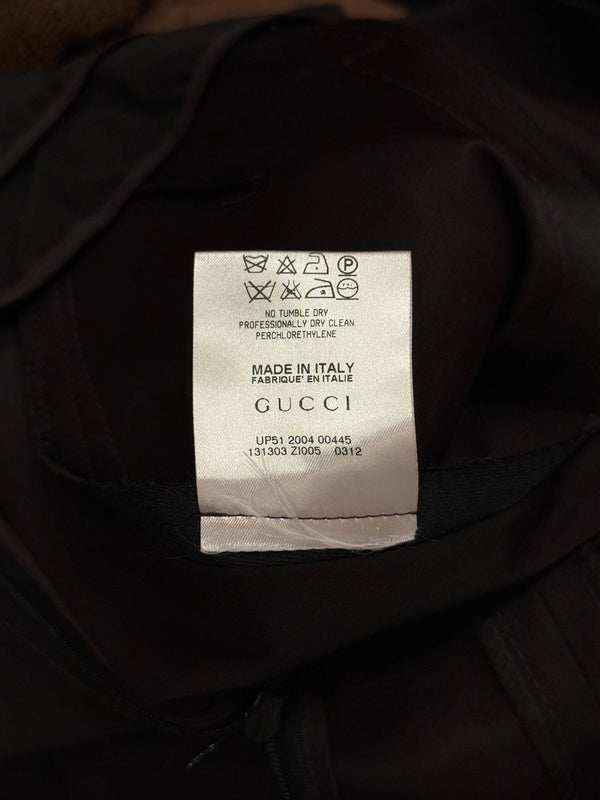 P
NO TUMBLE DRY
PROFESSIONALLY DRY CLEAN
PERCHLORETHYLENE
MADE IN ITALY
FABRIQUE' EN ITALIE
GUCCI
UP51 2004 00445
131303 ZI005 0312